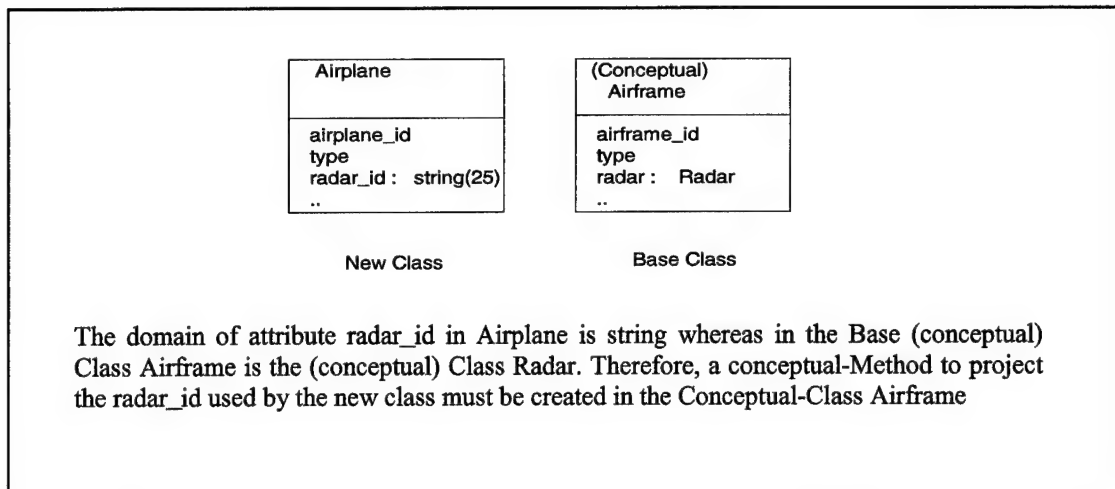 Airplane
airplane_id
type
radar_id : string(25)
..
New Class
(Conceptual)
Airframe
airframe_id
type
radar : Radar
..
Base Class
The domain of attribute radar_id in Airplane is string whereas in the Base (conceptual)
Class Airframe is the (conceptual) Class Radar. Therefore, a conceptual-Method to project
the radar_id used by the new class must be created in the Conceptual-Class Airframe